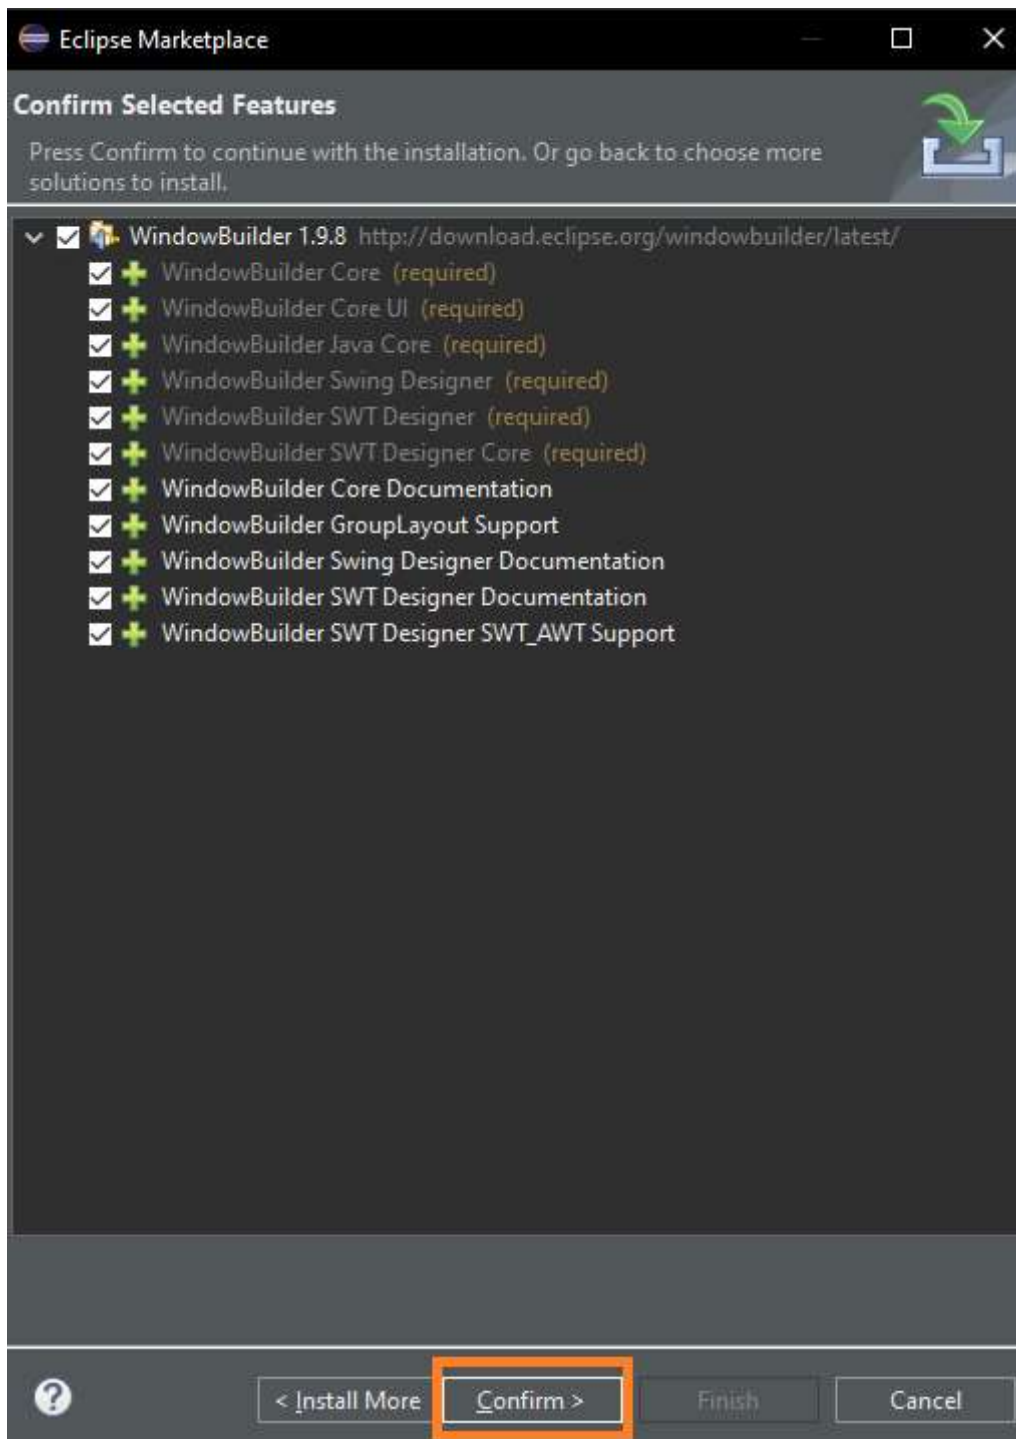 Eclipse Marketplace
Confirm Selected Features
Press Confirm to continue with the installation. Or go back to choose more
solutions to install.
WindowBuilder 1.9.8 http://download.eclipse.org/windowbuilder/latest/
WindowBuilder Core (required)
WindowBuilder Core UI (required)
WindowBuilder Java Core (required)
WindowBuilder Swing Designer (required)
WindowBuilder SWT Designer (required)
WindowBuilder SWT Designer Core (required)
WindowBuilder Core Documentation
WindowBuilder GroupLayout Support
WindowBuilder Swing Designer Documentation
WindowBuilder SWT Designer Documentation
WindowBuilder SWT Designer SWT_AWT Support
? < Install More Confirm > Finish Cancel